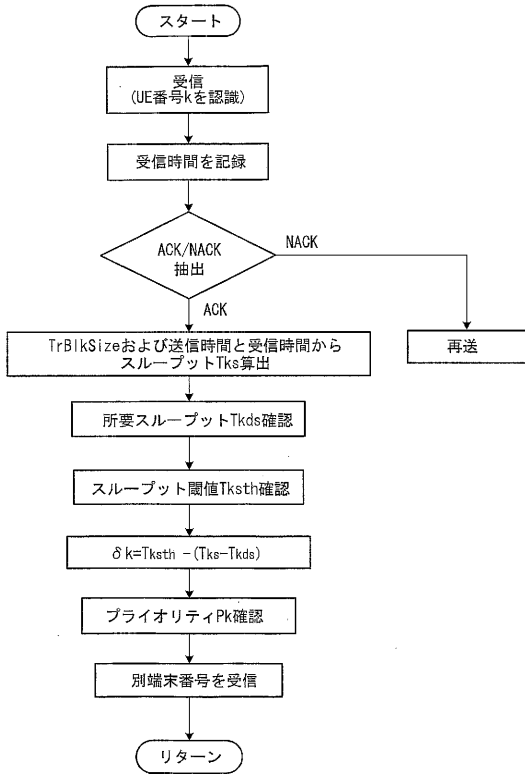 スタート
受信
(UE番号kを認識)
受信時間を記録
ACK/NACK
抽出
NACK
ACK
TrBlkSizeおよび送信時間と受信時間から
スループットTks算出
再送
所要スループットTkds確認
スループット閾値Tksth確認
δk=Tksth -(Tks-Tkds)
プライオリティPk確認
別端末番号を受信
リターン